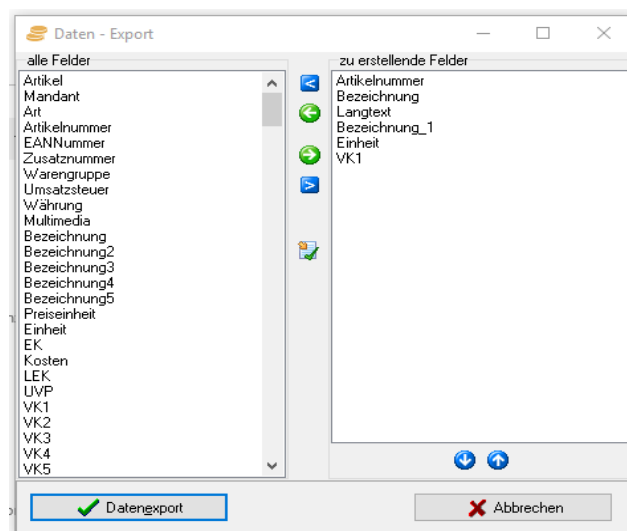 Daten - Export
alle Felder
Artikel
Mandant
Art
Artikelnummer
EANNummer
Zusatznummer
Warengruppe
Umsatzsteuer
Währung
Multimedia
Bezeichnung
Bezeichnung2
Bezeichnung3
Bezeichnung4
Bezeichnung5
Preiseinheit
Einheit
EK
Kosten
LEK
UVP
VK1
VK2
VK3
VK4
VK5
zu erstellende Felder
Artikelnummer
Bezeichnung
Langtext
Bezeichnung_1
Einheit
VK1
Datenexport
Abbrechen